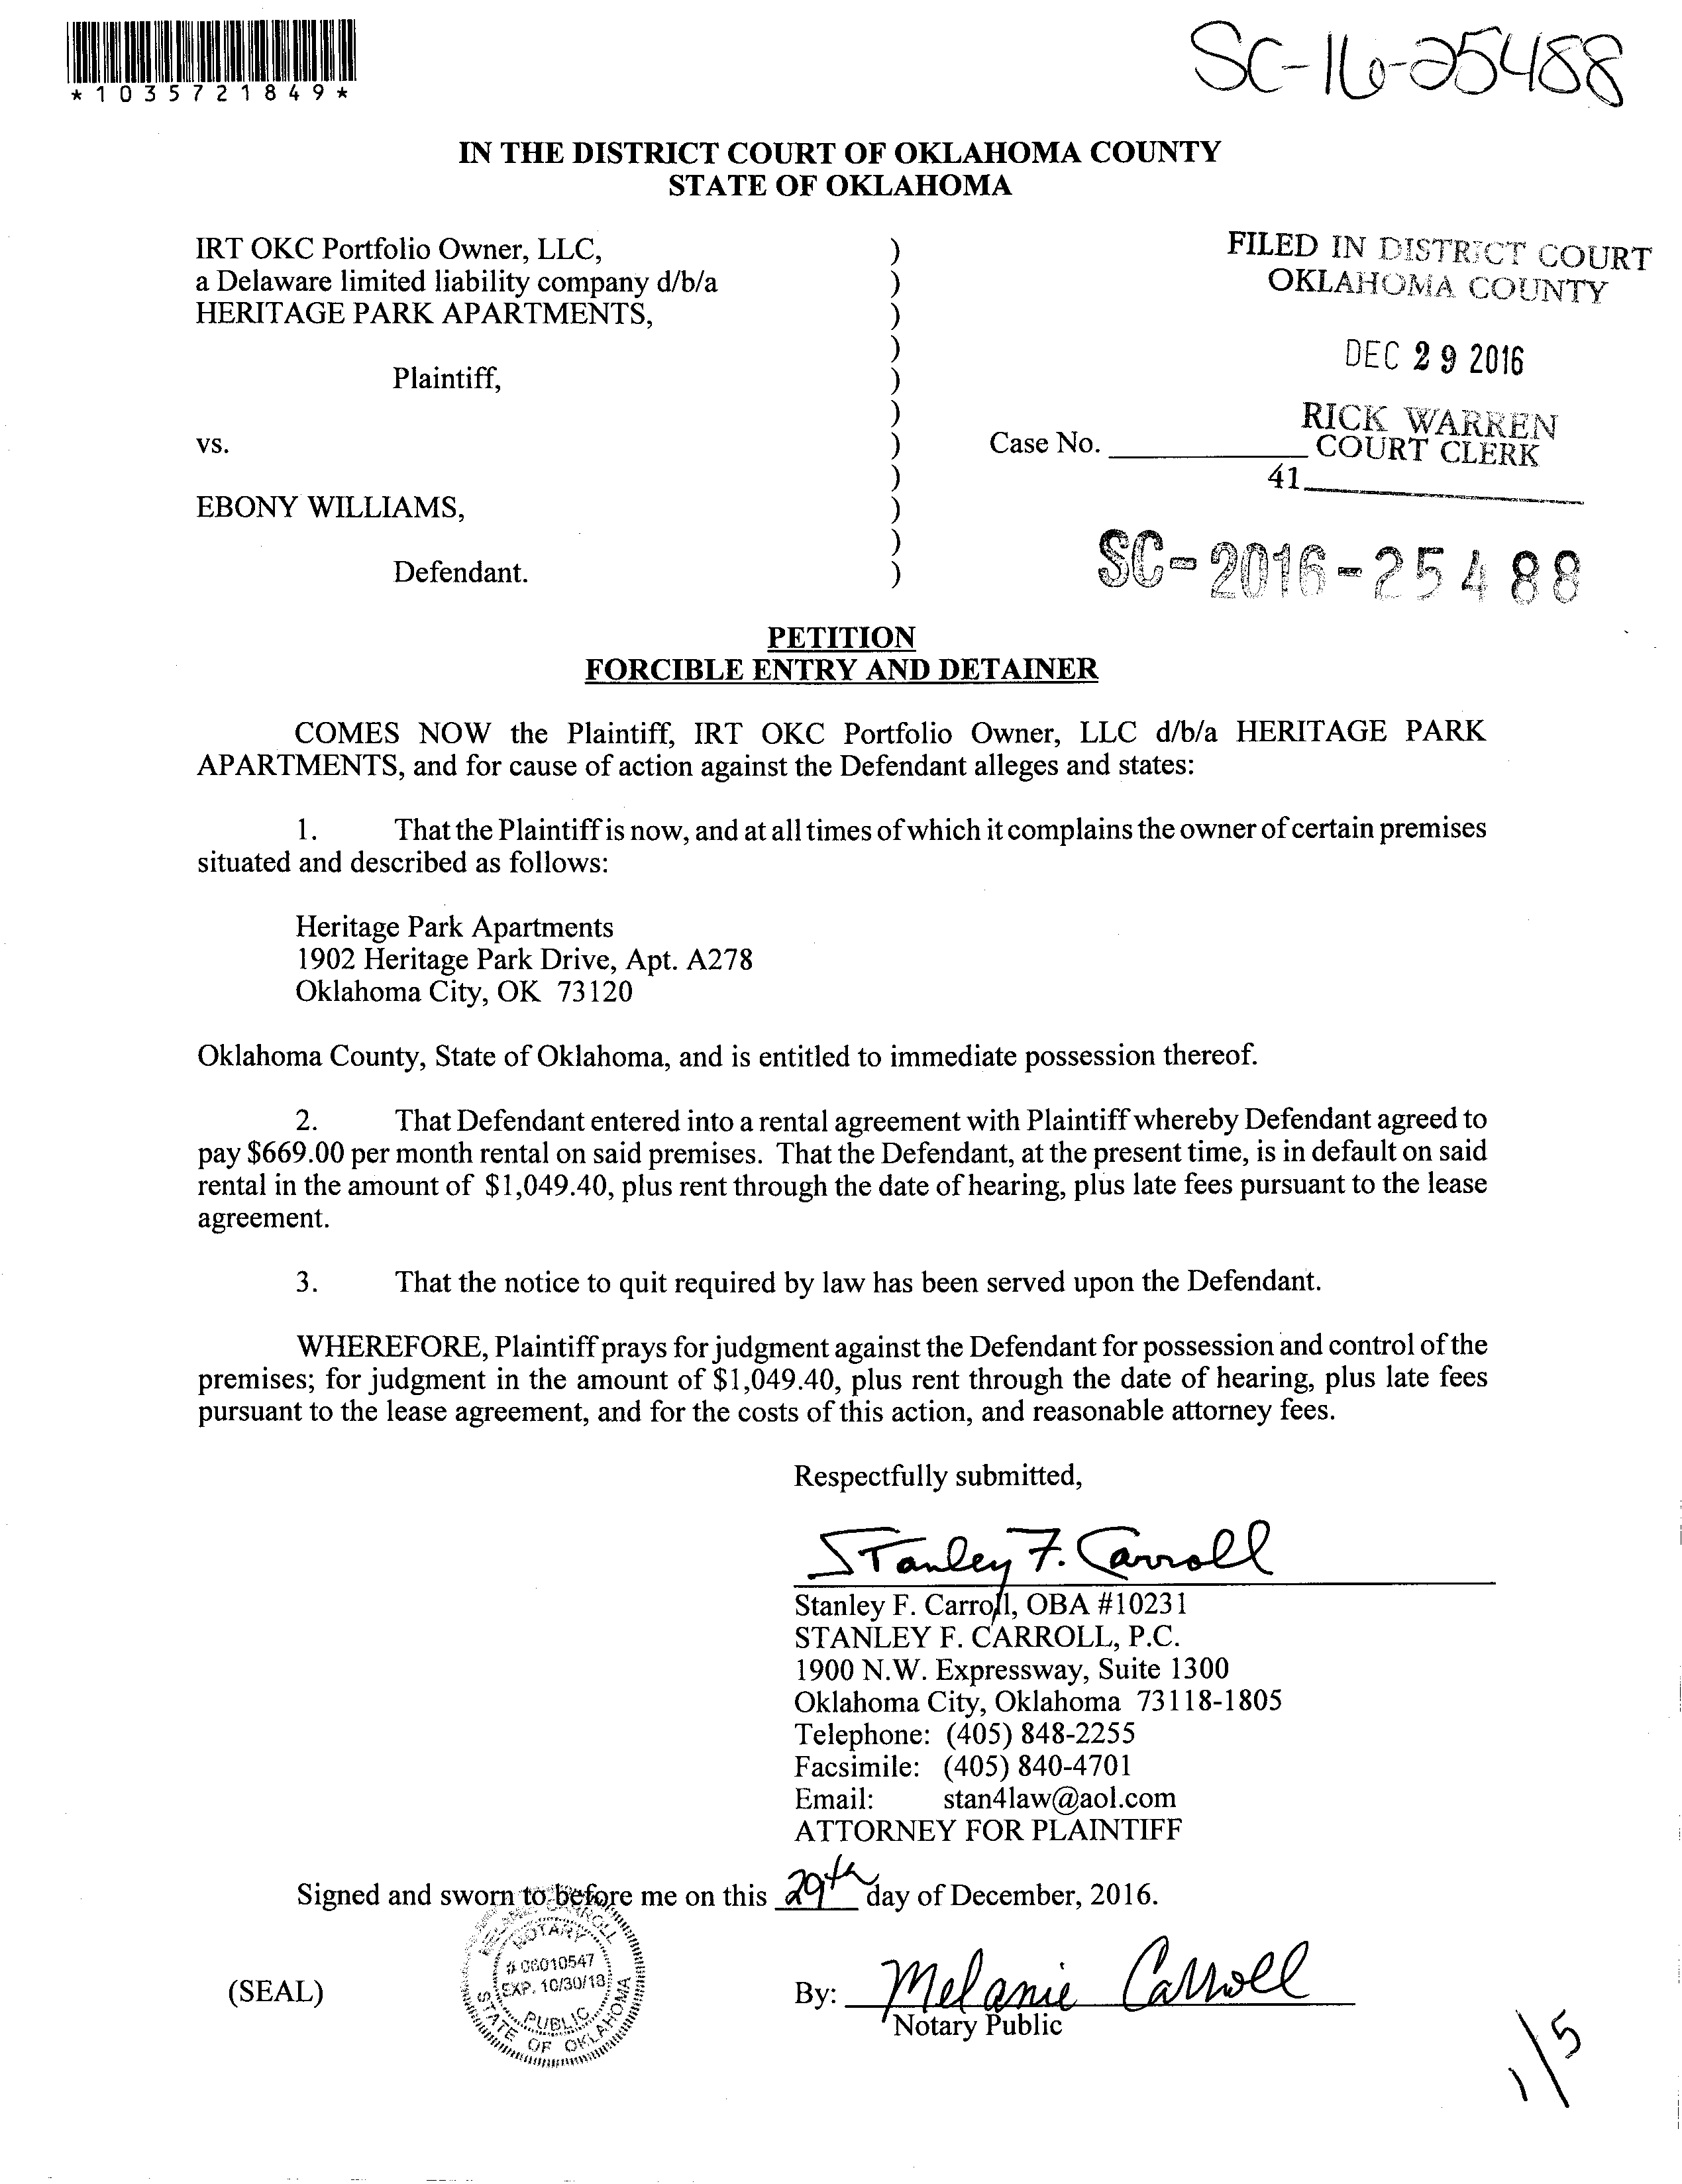 *1035721849*
SC-16-25488
IN THE DISTRICT COURT OF OKLAHOMA COUNTY
STATE OF OKLAHOMA
IRT OKC Portfolio Owner, LLC, )
a Delaware limited liability company d/b/a )
HERITAGE PARK APARTMENTS, )
)
Plaintiff, )
)
vs. ) Case No. ____________
)
EBONY WILLIAMS, )
)
Defendant. )
FILED IN DISTRICT COURT
OKLAHOMA COUNTY
DEC 29 2016
RICK WARREN
COURT CLERK
41____________
SC-2016-25488
PETITION
FORCIBLE ENTRY AND DETAINER
COMES NOW the Plaintiff, IRT OKC Portfolio Owner, LLC d/b/a HERITAGE PARK
APARTMENTS, and for cause of action against the Defendant alleges and states:
1. That the Plaintiff is now, and at all times of which it complains the owner of certain premises
situated and described as follows:
Heritage Park Apartments
1902 Heritage Park Drive, Apt. A278
Oklahoma City, OK 73120
Oklahoma County, State of Oklahoma, and is entitled to immediate possession thereof.
2. That Defendant entered into a rental agreement with Plaintiff whereby Defendant agreed to
pay $669.00 per month rental on said premises. That the Defendant, at the present time, is in default on said
rental in the amount of $1,049.40, plus rent through the date of hearing, plus late fees pursuant to the lease
agreement.
3. That the notice to quit required by law has been served upon the Defendant.
WHEREFORE, Plaintiff prays for judgment against the Defendant for possession and control of the
premises; for judgment in the amount of $1,049.40, plus rent through the date of hearing, plus late fees
pursuant to the lease agreement, and for the costs of this action, and reasonable attorney fees.
Respectfully submitted,
Stanley F. Carroll
Stanley F. Carroll, OBA #10231
STANLEY F. CARROLL, P.C.
1900 N.W. Expressway, Suite 1300
Oklahoma City, Oklahoma 73118-1805
Telephone: (405) 848-2255
Facsimile: (405) 840-4701
Email: stan4law@aol.com
ATTORNEY FOR PLAINTIFF
Signed and sworn to before me on this 29th day of December, 2016.
CARROLL
NOTARY
# 06010547
EXP. 10/30/18
PUBLIC
STATE OF OKLAHOMA
(SEAL)
By: Melanie Carroll
Notary Public
1/5